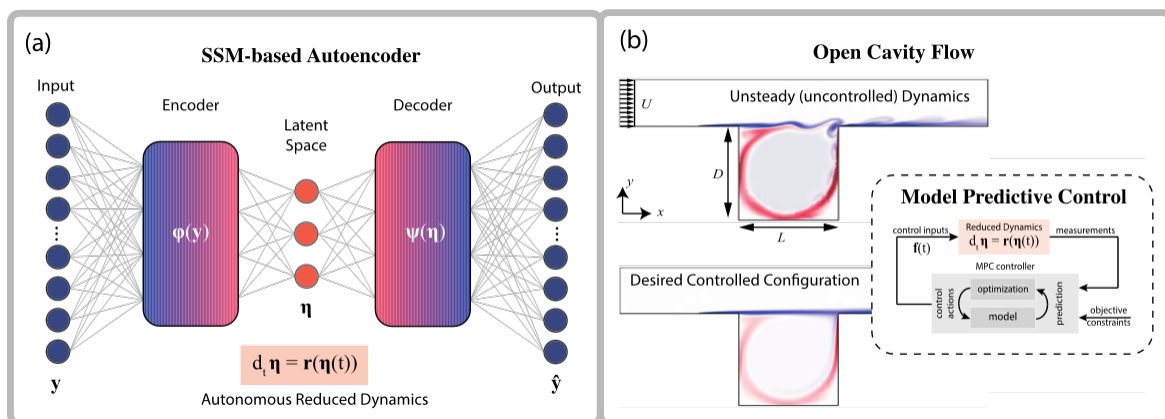 (a)
SSM-based Autoencoder
Input
Output
Encoder
Decoder
Latent
Space
φ(y)
ψ(η)
η
y
ŷ
dₜ η = r(η(t))
Autonomous Reduced Dynamics
(b)
Open Cavity Flow
U
Unsteady (uncontrolled) Dynamics
D
y
x
L
Desired Controlled Configuration
Model Predictive Control
control inputs
f(t)
Reduced Dynamics
dₜ η = r(η(t))
measurements
MPC controller
control
actions
optimization
model
prediction
objective
constraints